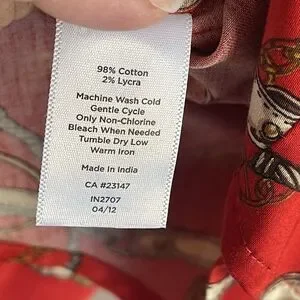 98% Cotton
2% Lycra
Machine Wash Cold
Gentle Cycle
Only Non-Chlorine
Bleach When Needed
Tumble Dry Low
Warm Iron
Made In India
CA #23147
IN2707
04/12